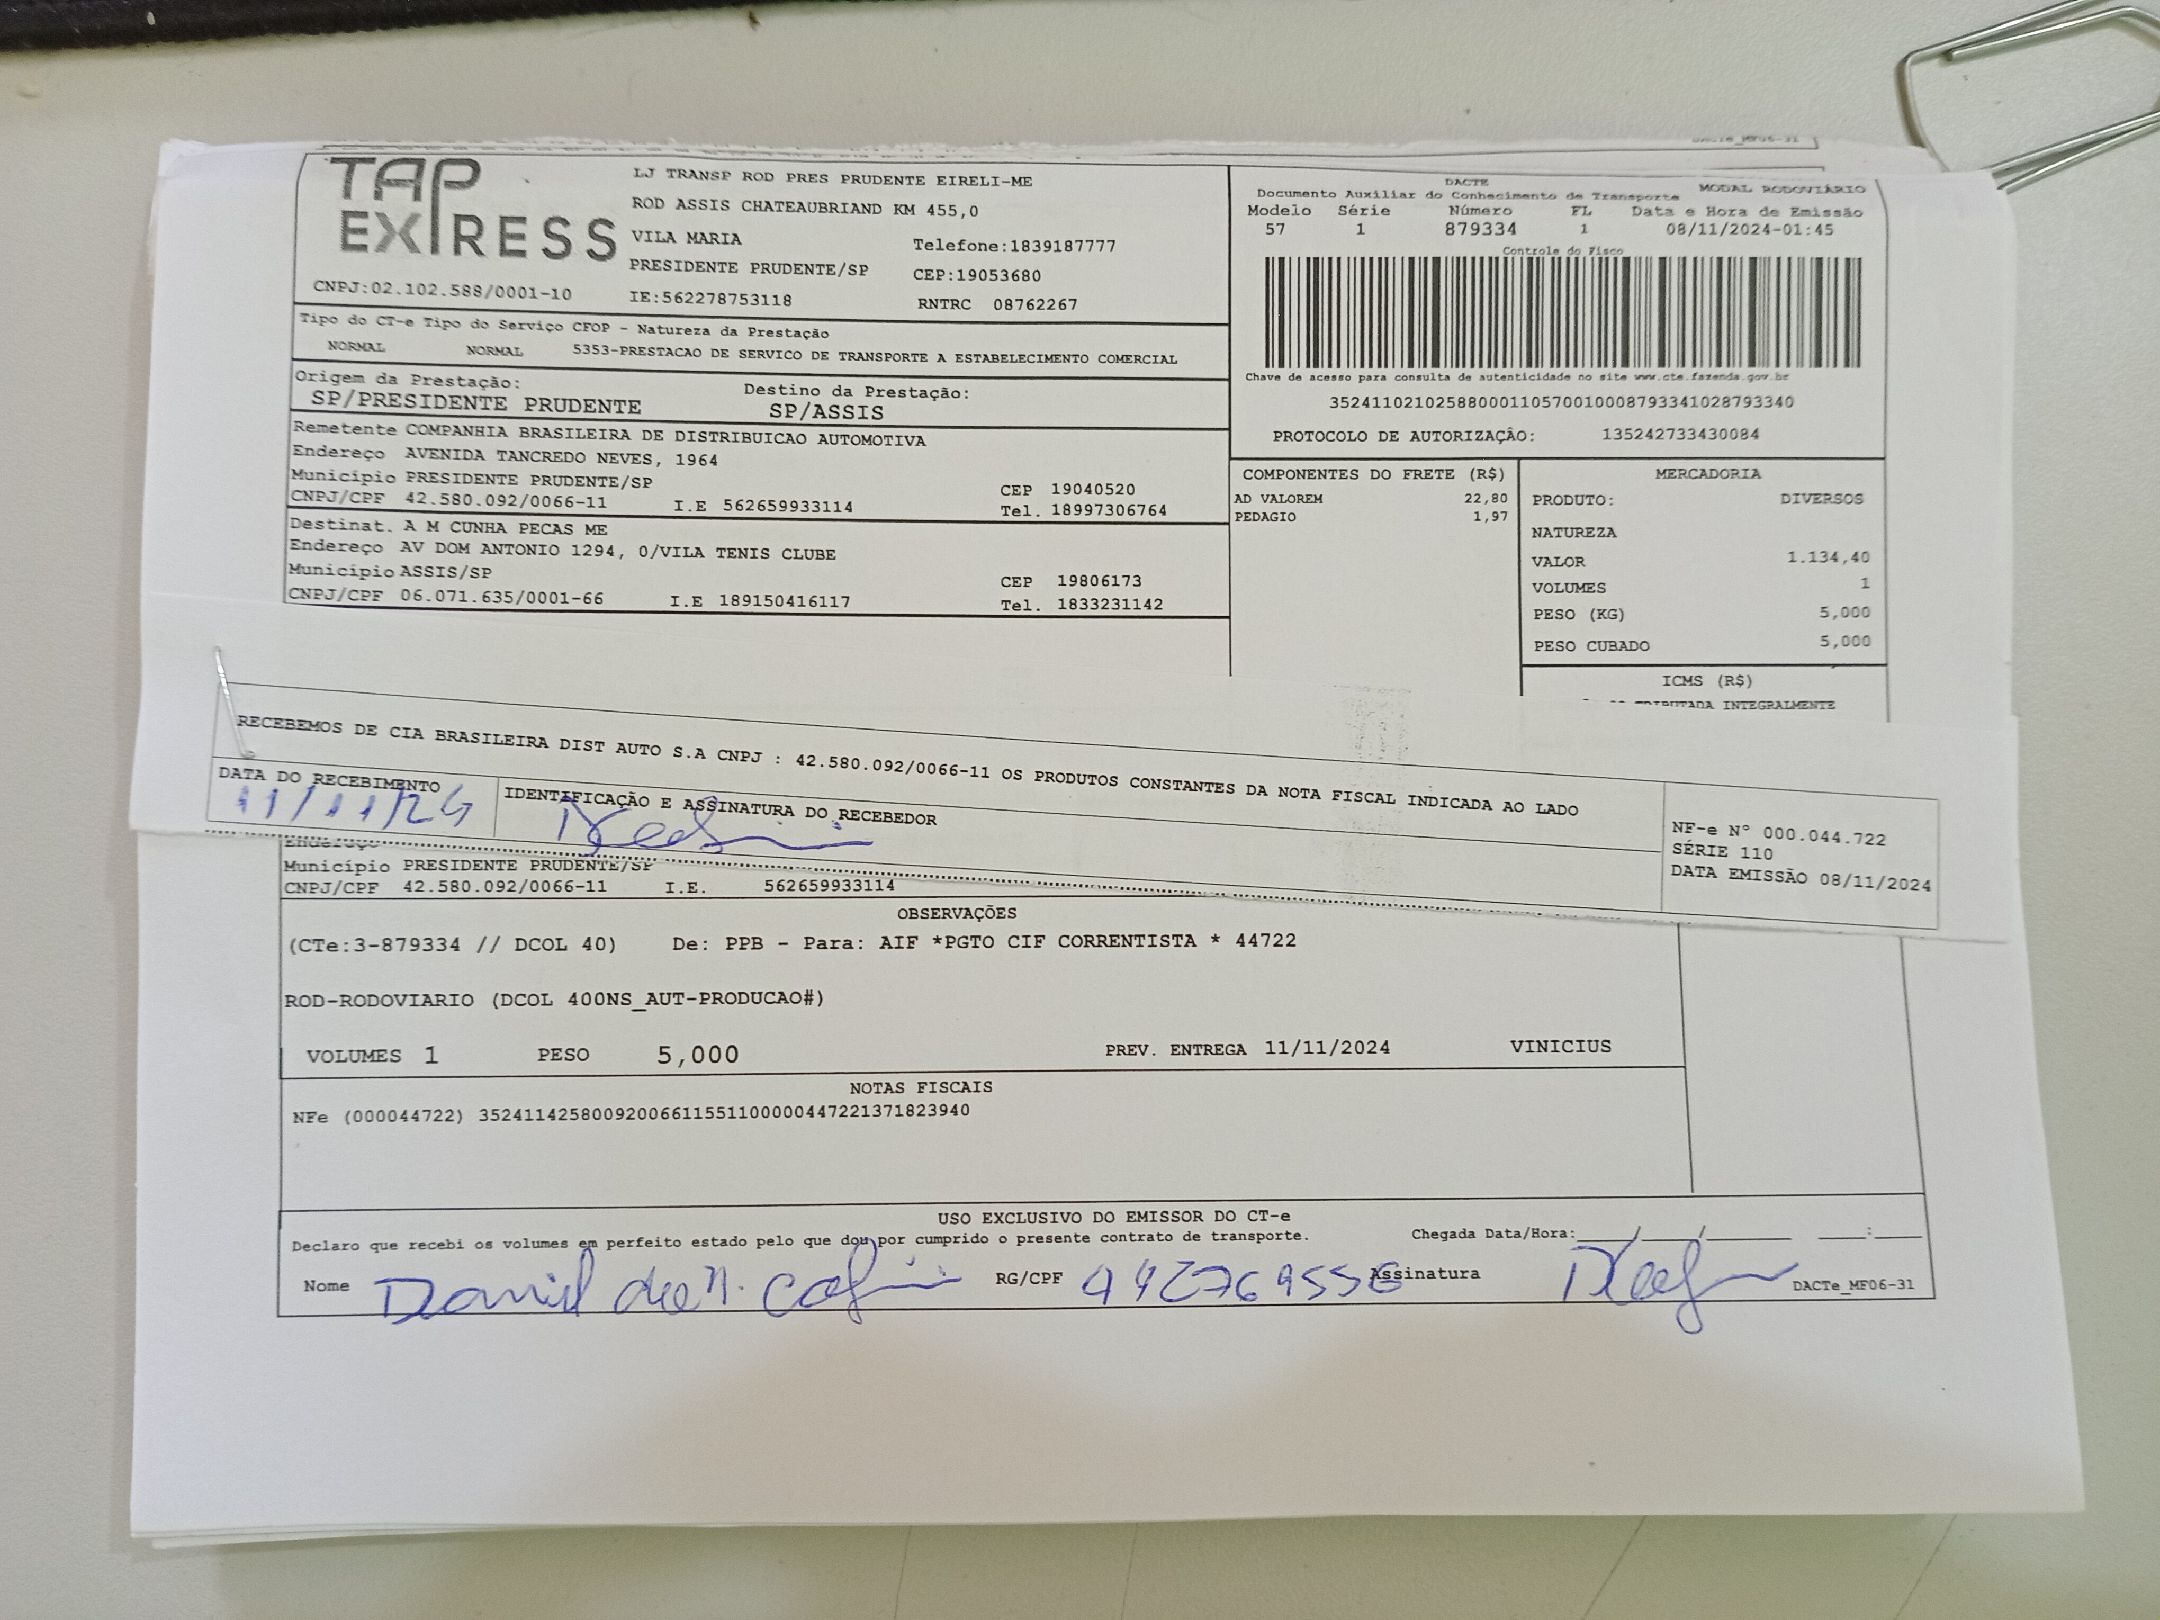 DACTe_MF06-31
TAP
EXPRESS
LJ TRANSP ROD PRES PRUDENTE EIRELI-ME
ROD ASSIS CHATEAUBRIAND KM 455,0
VILA MARIA
Telefone:1839187777
PRESIDENTE PRUDENTE/SP
CEP:19053680
CNPJ:02.102.588/0001-10
IE:562278753118
RNTRC 08762267
DACTE
Documento Auxiliar do Conhecimento de Transporte
MODAL RODOVIÁRIO
Modelo Série Número FL Data e Hora de Emissão
57 1 879334 1 08/11/2024-01:45
Controle do Fisco
Chave de acesso para consulta de autenticidade no site www.cte.fazenda.gov.br
35241102102588000110570010008793341028793340
PROTOCOLO DE AUTORIZAÇÃO: 135242733430084
Tipo do CT-e Tipo do Serviço CFOP - Natureza da Prestação
NORMAL NORMAL 5353-PRESTACAO DE SERVICO DE TRANSPORTE A ESTABELECIMENTO COMERCIAL
Origem da Prestação: Destino da Prestação:
SP/PRESIDENTE PRUDENTE SP/ASSIS
Remetente COMPANHIA BRASILEIRA DE DISTRIBUICAO AUTOMOTIVA
Endereço AVENIDA TANCREDO NEVES, 1964
Município PRESIDENTE PRUDENTE/SP CEP 19040520
CNPJ/CPF 42.580.092/0066-11 I.E 562659933114 Tel. 18997306764
Destinat. A M CUNHA PECAS ME
Endereço AV DOM ANTONIO 1294, 0/VILA TENIS CLUBE
Município ASSIS/SP CEP 19806173
CNPJ/CPF 06.071.635/0001-66 I.E 189150416117 Tel. 1833231142
COMPONENTES DO FRETE (R$)
AD VALOREM 22,80
PEDAGIO 1,97
MERCADORIA
PRODUTO: DIVERSOS
NATUREZA
VALOR 1.134,40
VOLUMES 1
PESO (KG) 5,000
PESO CUBADO 5,000
ICMS (R$)
INTEGRALMENTE
RECEBEMOS DE CIA BRASILEIRA DIST AUTO S.A CNPJ : 42.580.092/0066-11 OS PRODUTOS CONSTANTES DA NOTA FISCAL INDICADA AO LADO
DATA DO RECEBIMENTO
11/11/24
IDENTIFICAÇÃO E ASSINATURA DO RECEBEDOR
NF-e Nº 000.044.722
SÉRIE 110
DATA EMISSÃO 08/11/2024
Endereço
Município PRESIDENTE PRUDENTE/SP
CNPJ/CPF 42.580.092/0066-11 I.E. 562659933114
OBSERVAÇÕES
(CTe:3-879334 // DCOL 40) De: PPB - Para: AIF *PGTO CIF CORRENTISTA * 44722
ROD-RODOVIARIO (DCOL 400NS_AUT-PRODUCAO#)
VOLUMES 1 PESO 5,000 PREV. ENTREGA 11/11/2024 VINICIUS
NOTAS FISCAIS
NFe (000044722) 35241142580092006611551100000447221371823940
USO EXCLUSIVO DO EMISSOR DO CT-e
Declaro que recebi os volumes em perfeito estado pelo que dou por cumprido o presente contrato de transporte.
Chegada Data/Hora:____/____/______ ____:____
Nome Daniel
RG/CPF
Assinatura
DACTe_MF06-31